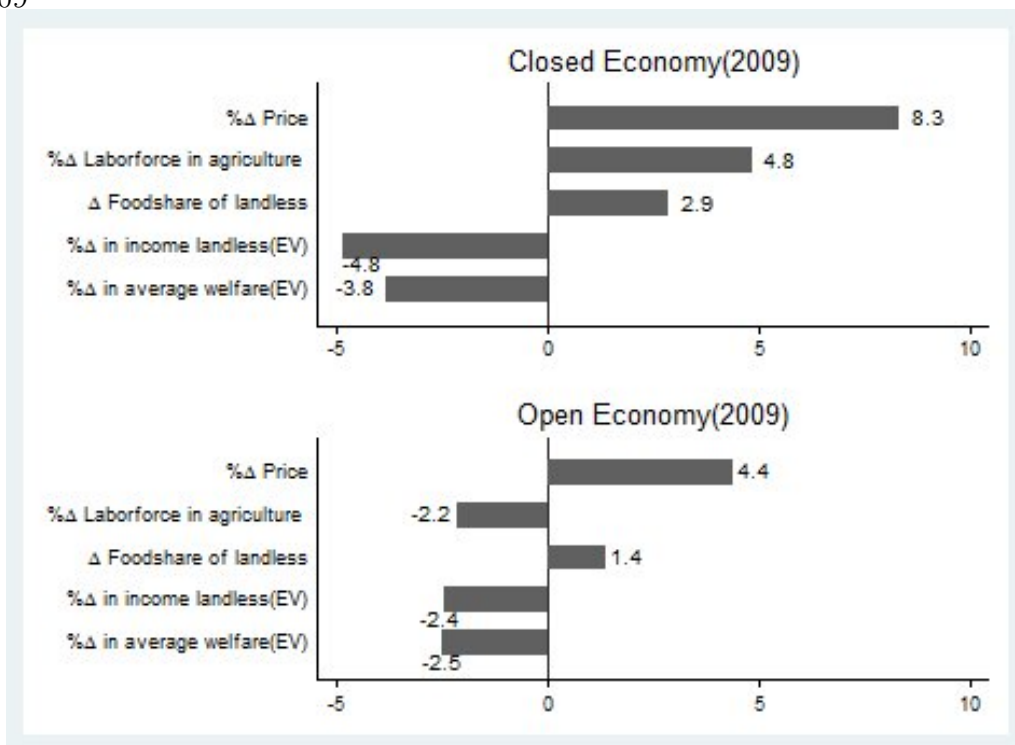 Closed Economy(2009)
%Δ Price
8.3
%Δ Laborforce in agriculture
4.8
Δ Foodshare of landless
2.9
%Δ in income landless(EV)
-4.8
%Δ in average welfare(EV)
-3.8
-5 0 5 10
Open Economy(2009)
%Δ Price
4.4
%Δ Laborforce in agriculture
-2.2
Δ Foodshare of landless
1.4
%Δ in income landless(EV)
-2.4
%Δ in average welfare(EV)
-2.5
-5 0 5 10